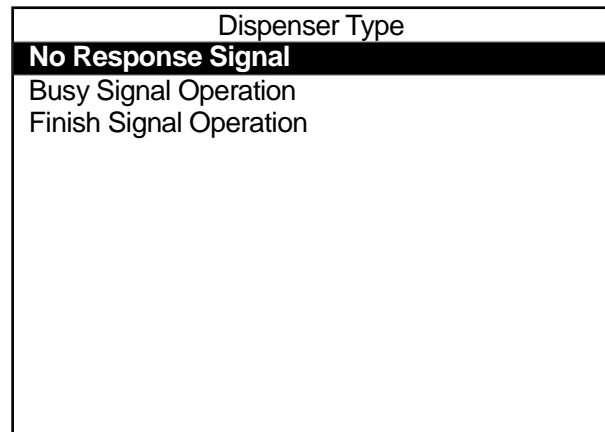 Dispenser Type
No Response Signal
Busy Signal Operation
Finish Signal Operation